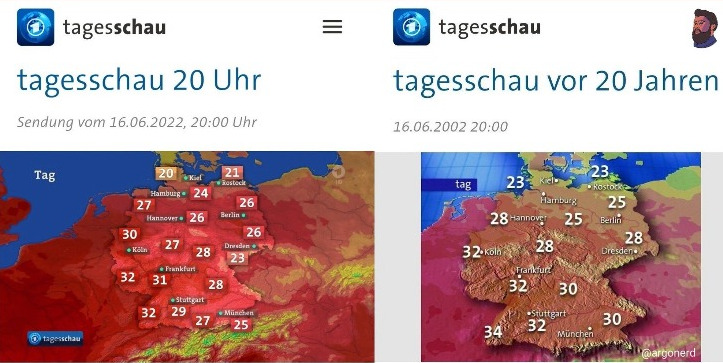 tagesschau
tagesschau 20 Uhr
Sendung vom 16.06.2022, 20:00 Uhr
Tag
20
21
Kiel
Rostock
Hamburg
24
27
26
Hannover
26
Berlin
30
26
Köln
27
28
Dresden
23
32
Frankfurt
31
28
Stuttgart
32
29
27
München
25
tagesschau
tagesschau
tagesschau vor 20 Jahren
16.06.2002 20:00
tag
23
23
Kiel
Rostock
Hamburg
25
28
Hannover
25
Berlin
28
28
32
Köln
Dresden
Frankfurt
32
30
Stuttgart
34
32
30
München
@argonerd